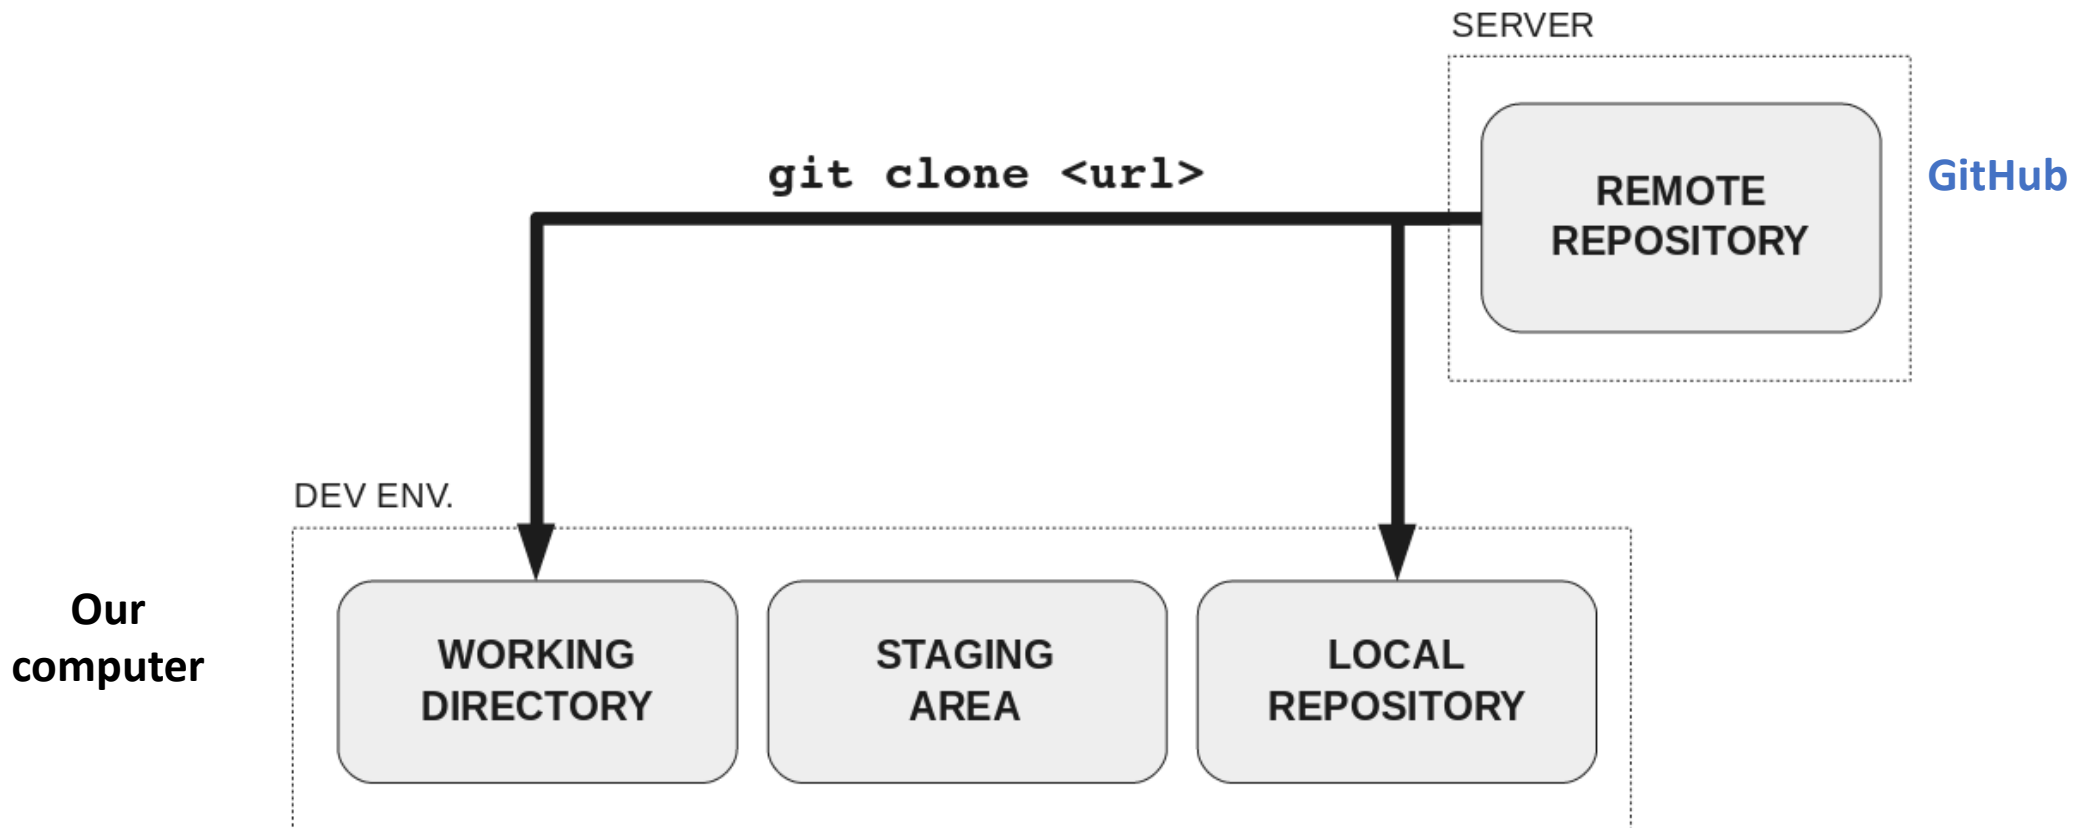 SERVER
git clone <url>
REMOTE
REPOSITORY
GitHub
DEV ENV.
Our
computer
WORKING
DIRECTORY
STAGING
AREA
LOCAL
REPOSITORY